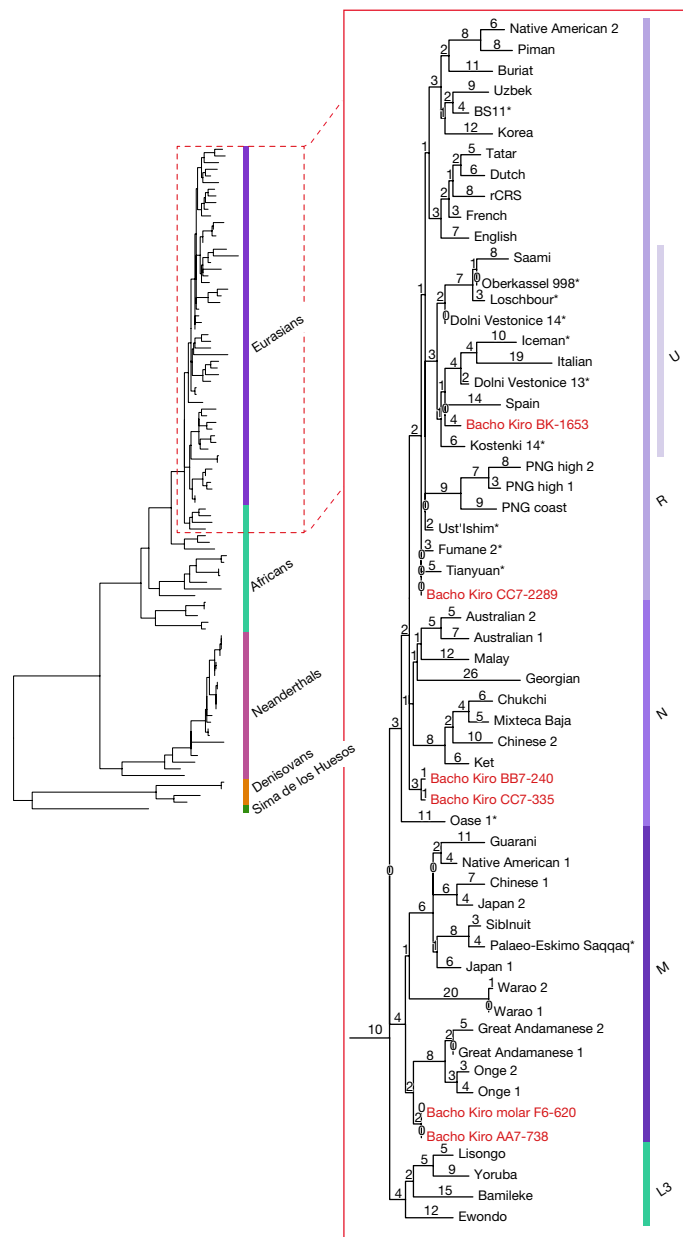 Eurasians
Africans
Neanderthals
Denisovans
Sima de los Huesos
6
Native American 2
8
8
Piman
2
11
Buriat
3
9
Uzbek
2
4
BS11*
1
12
Korea
1
5
Tatar
2
6
Dutch
1
8
rCRS
2
3
French
3
7
English
8
Saami
1
0
Oberkassel 998*
7
3
Loschbour*
2
0
Dolni Vestonice 14*
1
10
Iceman*
4
19
Italian
4
2
Dolni Vestonice 13*
3
1
14
Spain
0
4
Bacho Kiro BK-1653
1
6
Kostenki 14*
2
8
PNG high 2
7
3
PNG high 1
9
9
PNG coast
0
2
Ust'Ishim*
3
Fumane 2*
0
5
Tianyuan*
0
0
Bacho Kiro CC7-2289
5
Australian 2
5
7
Australian 1
2
1
12
Malay
1
26
Georgian
1
6
Chukchi
4
5
Mixteca Baja
2
10
Chinese 2
8
6
Ket
3
1
Bacho Kiro BB7-240
3
1
Bacho Kiro CC7-335
11
Oase 1*
0
11
Guarani
2
4
Native American 1
0
7
Chinese 1
6
4
Japan 2
6
3
SibInuit
8
4
Palaeo-Eskimo Saqqaq*
1
6
Japan 1
1
1
Warao 2
20
0
Warao 1
4
10
5
Great Andamanese 2
2
0
Great Andamanese 1
8
3
Onge 2
3
4
Onge 1
2
0
Bacho Kiro molar F6-620
2
0
Bacho Kiro AA7-738
5
Lisongo
5
9
Yoruba
2
15
Bamileke
4
12
Ewondo
U
R
N
M
L3